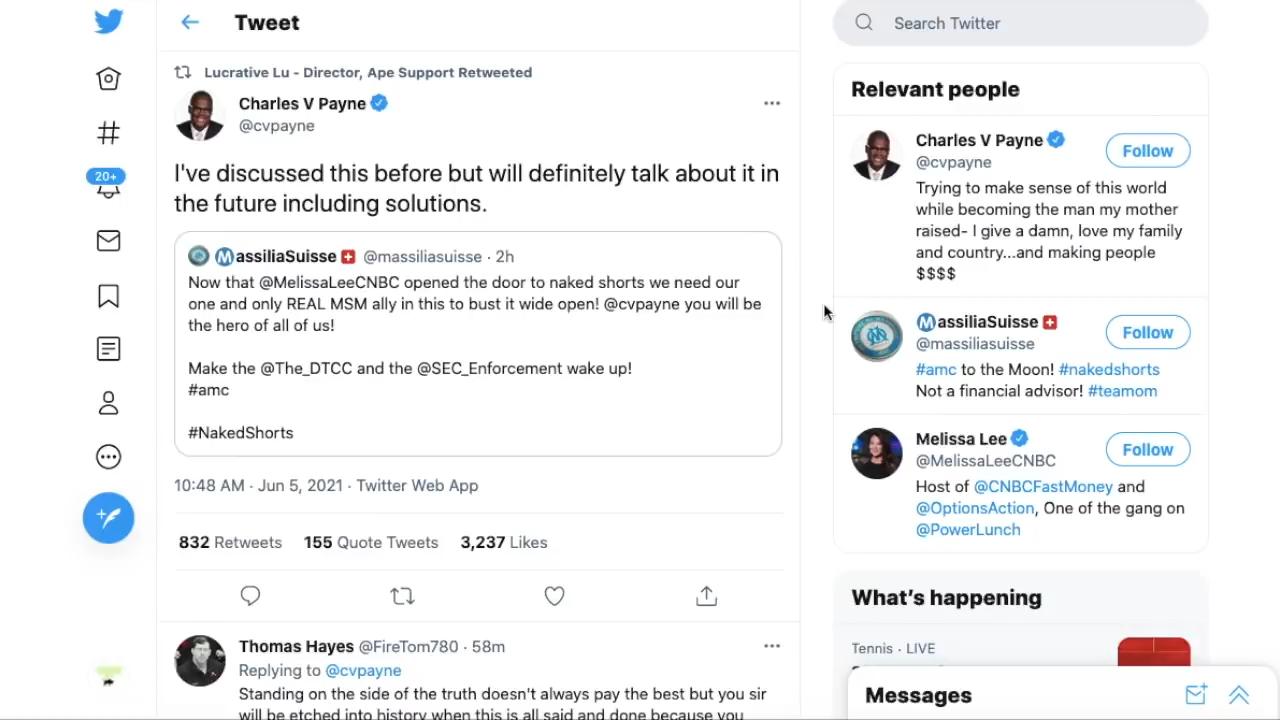 Tweet
Search Twitter
Lucrative Lu - Director, Ape Support Retweeted
Charles V Payne
@cvpayne
I've discussed this before but will definitely talk about it in
the future including solutions.
ⓂassiliaSuisse 🇨🇭 @massiliasuisse · 2h
Now that @MelissaLeeCNBC opened the door to naked shorts we need our
one and only REAL MSM ally in this to bust it wide open! @cvpayne you will be
the hero of all of us!
Make the @The_DTCC and the @SEC_Enforcement wake up!
#amc
#NakedShorts
10:48 AM · Jun 5, 2021 · Twitter Web App
832 Retweets 155 Quote Tweets 3,237 Likes
Thomas Hayes @FireTom780 · 58m
Replying to @cvpayne
Standing on the side of the truth doesn't always pay the best but you sir
will be etched into history when this is all said and done because you
20+
Relevant people
Charles V Payne
@cvpayne
Follow
Trying to make sense of this world
while becoming the man my mother
raised- I give a damn, love my family
and country...and making people
$$$$
ⓂassiliaSuisse 🇨🇭
@massiliasuisse
Follow
#amc to the Moon! #nakedshorts
Not a financial advisor! #teamom
Melissa Lee
@MelissaLeeCNBC
Follow
Host of @CNBCFastMoney and
@OptionsAction, One of the gang on
@PowerLunch
What's happening
Tennis · LIVE
Messages